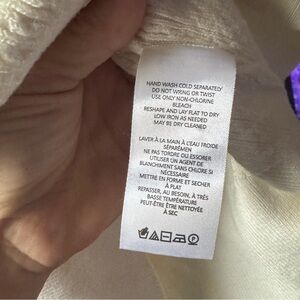 HAND WASH COLD SEPARATELY
DO NOT WRING OR TWIST
USE ONLY NON-CHLORINE
BLEACH
RESHAPE AND LAY FLAT TO DRY
LOW IRON AS NEEDED
MAY BE DRY CLEANED
LAVER À LA MAIN À L'EAU FROIDE
SÉPARÉMEN
NE PAS TORDRE OU ESSORER
UTILISER UN AGENT DE
BLANCHIMENT SANS CHLORE SI
NÉCESSAIRE
METTRE EN FORME ET SECHER
À PLAT
REPASSER, AU BESOIN, À TRÈS
BASSE TEMPÉRATURE
PEUT-ÊTRE ÊTRE NETTOYÉE
À SEC